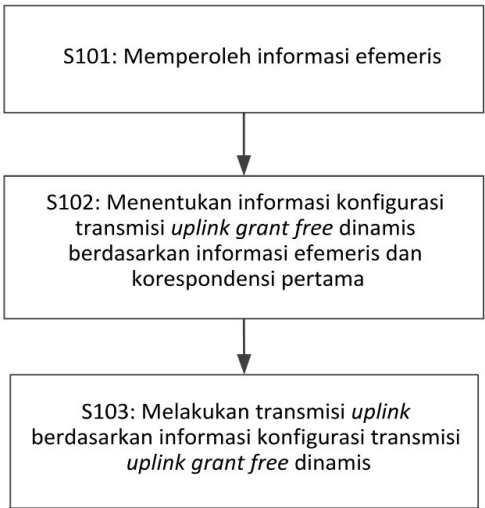 S101: Memperoleh informasi efemeris
S102: Menentukan informasi konfigurasi
transmisi uplink grant free dinamis
berdasarkan informasi efemeris dan
korespondensi pertama
S103: Melakukan transmisi uplink
berdasarkan informasi konfigurasi transmisi
uplink grant free dinamis